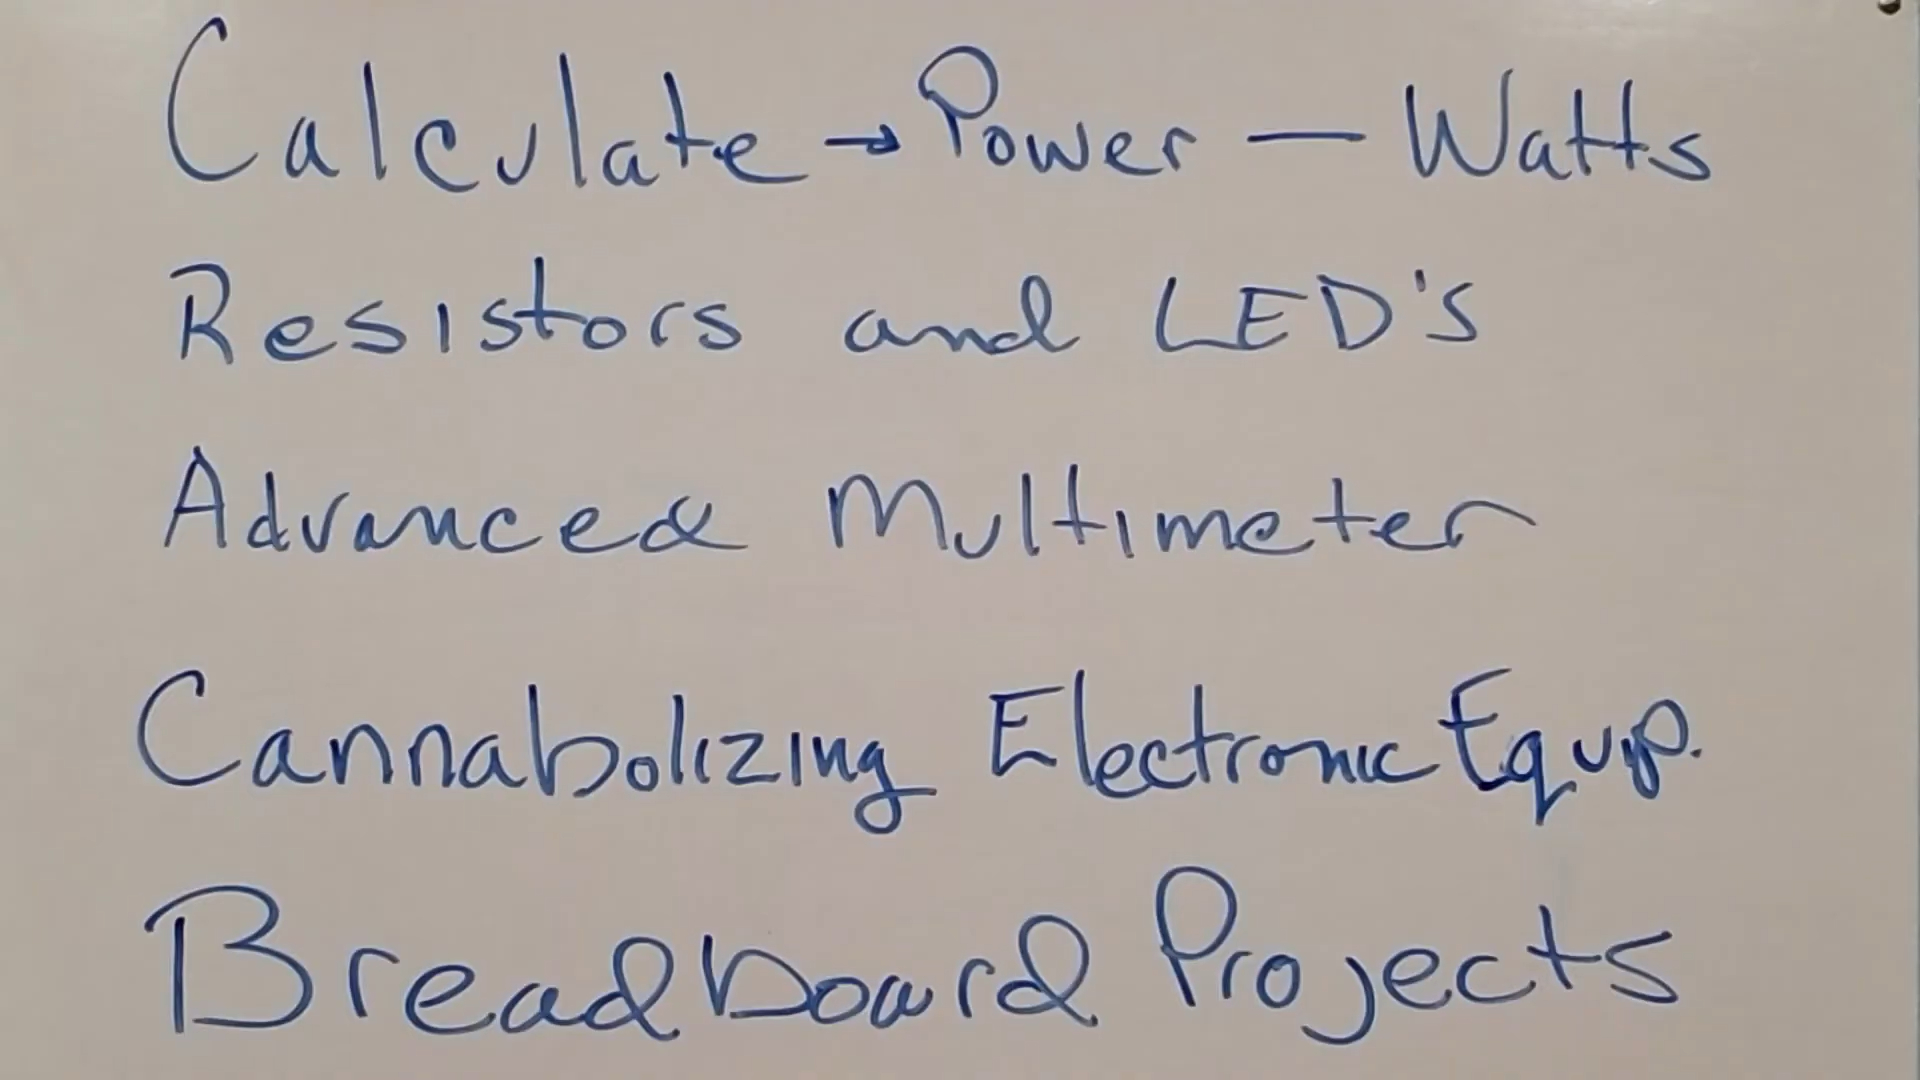 Calculate → Power — Watts
Resistors and LED's
Advanced Multimeter
Cannabolizing Electronic Equip.
Breadboard Projects